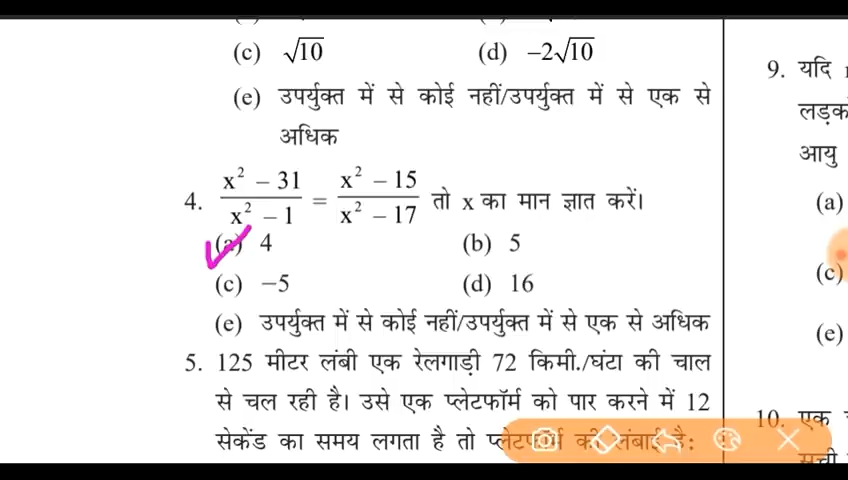 (c) √10 (d) −2√10
(e) उपर्युक्त में से कोई नहीं/उपर्युक्त में से एक से
अधिक
4. x² − 31 / x² − 1 = x² − 15 / x² − 17 तो x का मान ज्ञात करें।
(a) 4 (b) 5
(c) −5 (d) 16
(e) उपर्युक्त में से कोई नहीं/उपर्युक्त में से एक से अधिक
5. 125 मीटर लंबी एक रेलगाड़ी 72 किमी./घंटा की चाल
से चल रही है। उसे एक प्लेटफॉर्म को पार करने में 12
सेकेंड का समय लगता है तो प्लेटफॉर्म की लंबाई है:
9. यदि
आयु
(a)
(c)
(e)
10. एक